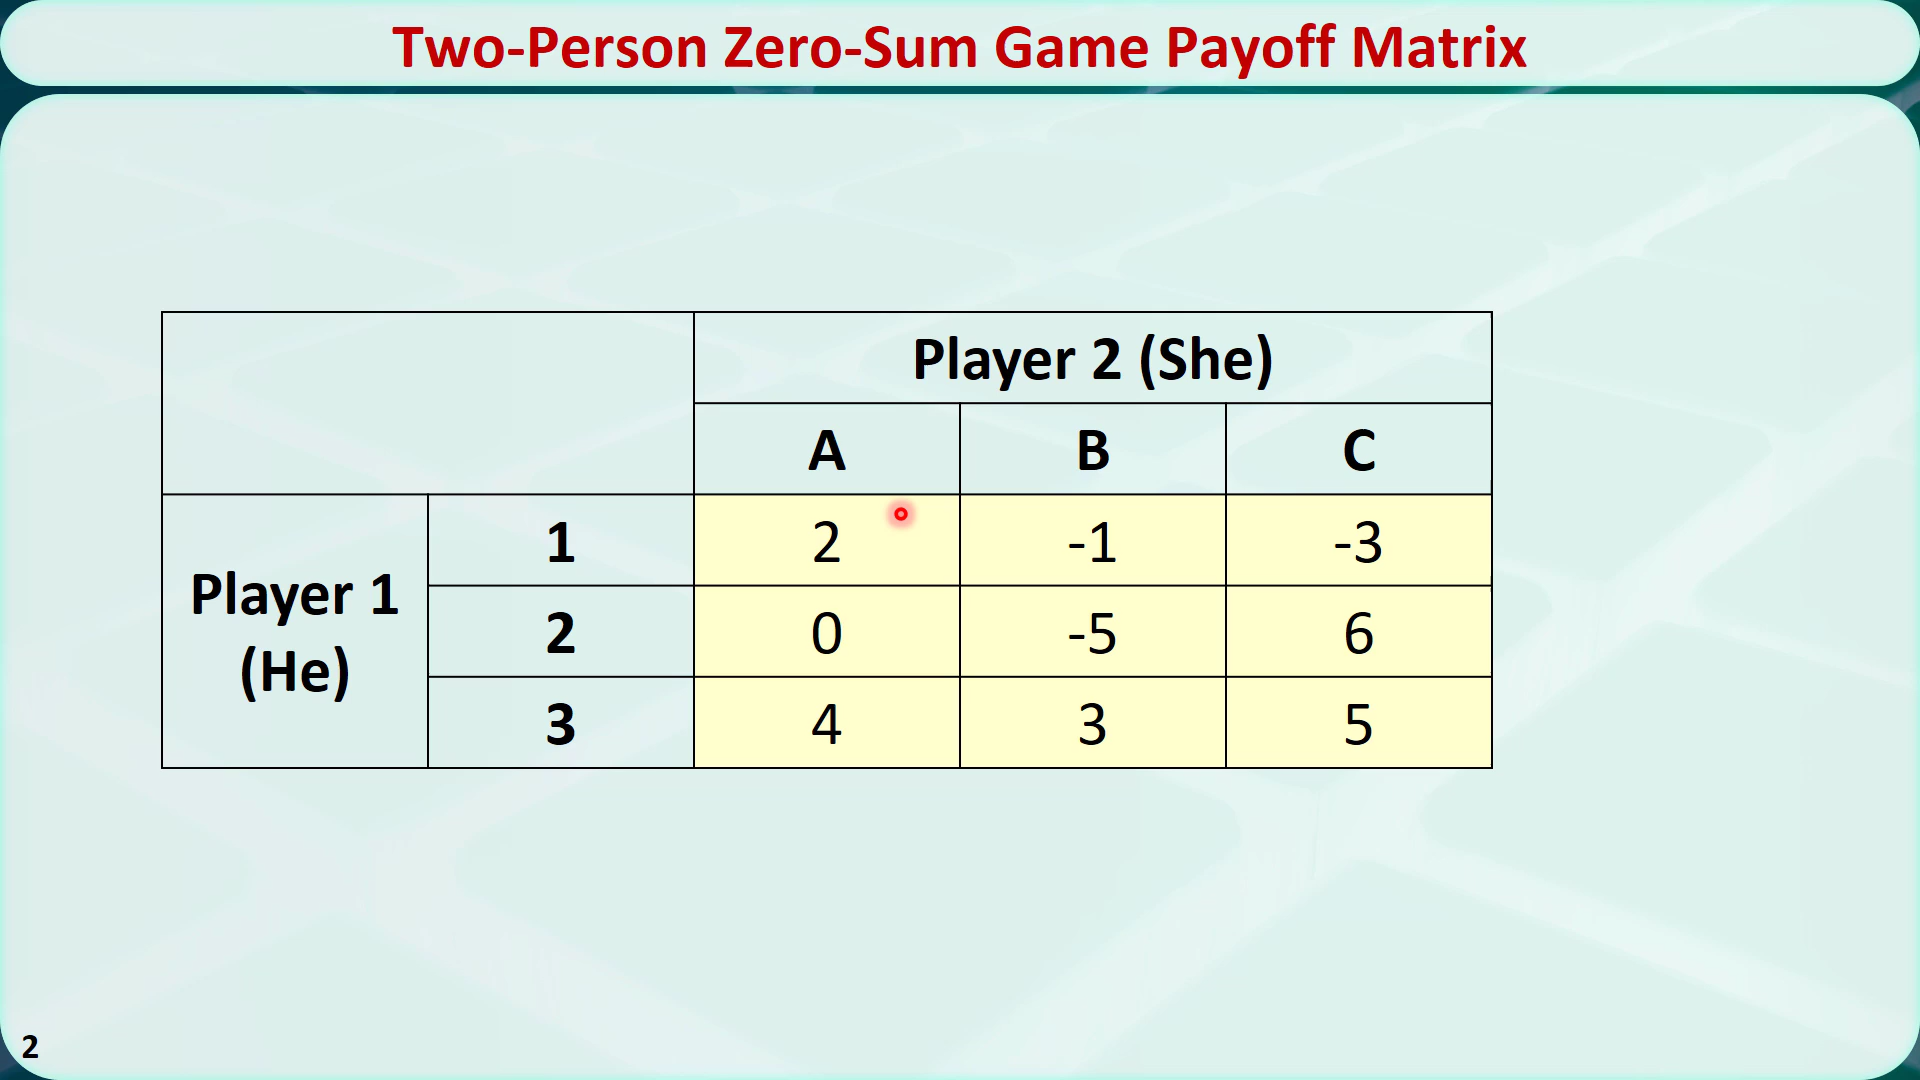 Two-Person Zero-Sum Game Payoff Matrix
Player 2 (She)
A B C
Player 1
(He)
1 2 -1 -3
2 0 -5 6
3 4 3 5
2